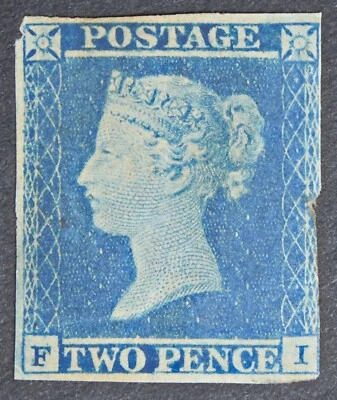 POSTAGE
F TWO PENCE I